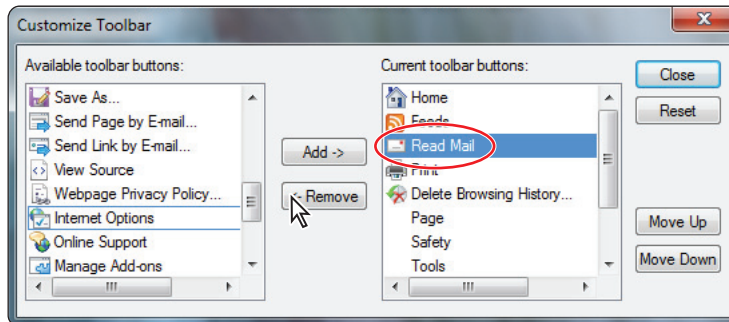 Customize Toolbar
Available toolbar buttons:
Save As...
Send Page by E-mail...
Send Link by E-mail...
View Source
Webpage Privacy Policy...
Internet Options
Online Support
Manage Add-ons
Add ->
<- Remove
Current toolbar buttons:
Home
Feeds
Read Mail
Print
Delete Browsing History...
Page
Safety
Tools
Close
Reset
Move Up
Move Down